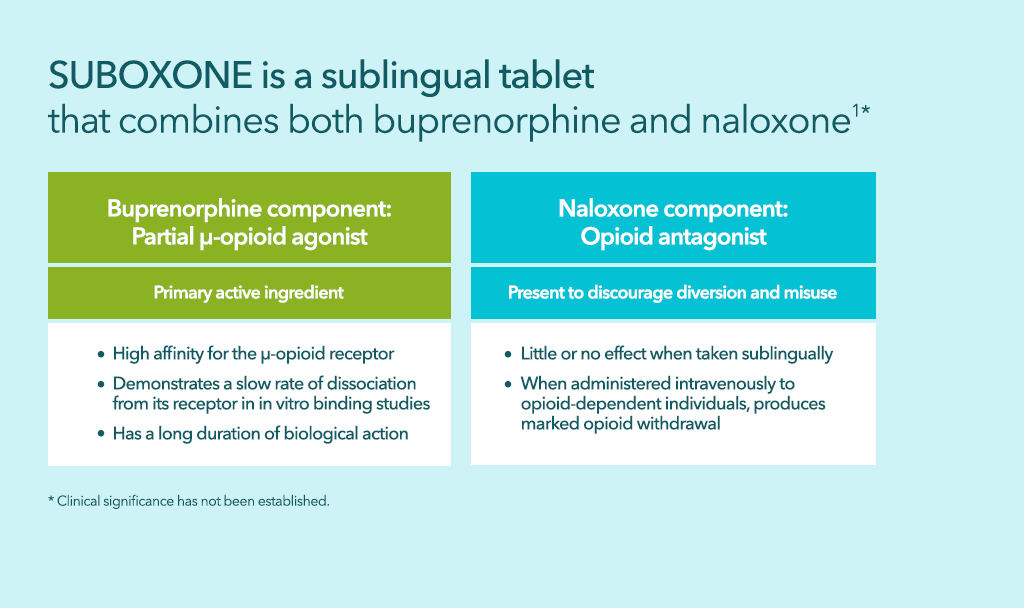 SUBOXONE is a sublingual tablet
that combines both buprenorphine and naloxone¹*
Buprenorphine component:
Partial μ-opioid agonist
Primary active ingredient
• High affinity for the μ-opioid receptor
• Demonstrates a slow rate of dissociation
from its receptor in in vitro binding studies
• Has a long duration of biological action
Naloxone component:
Opioid antagonist
Present to discourage diversion and misuse
• Little or no effect when taken sublingually
• When administered intravenously to
opioid-dependent individuals, produces
marked opioid withdrawal
* Clinical significance has not been established.